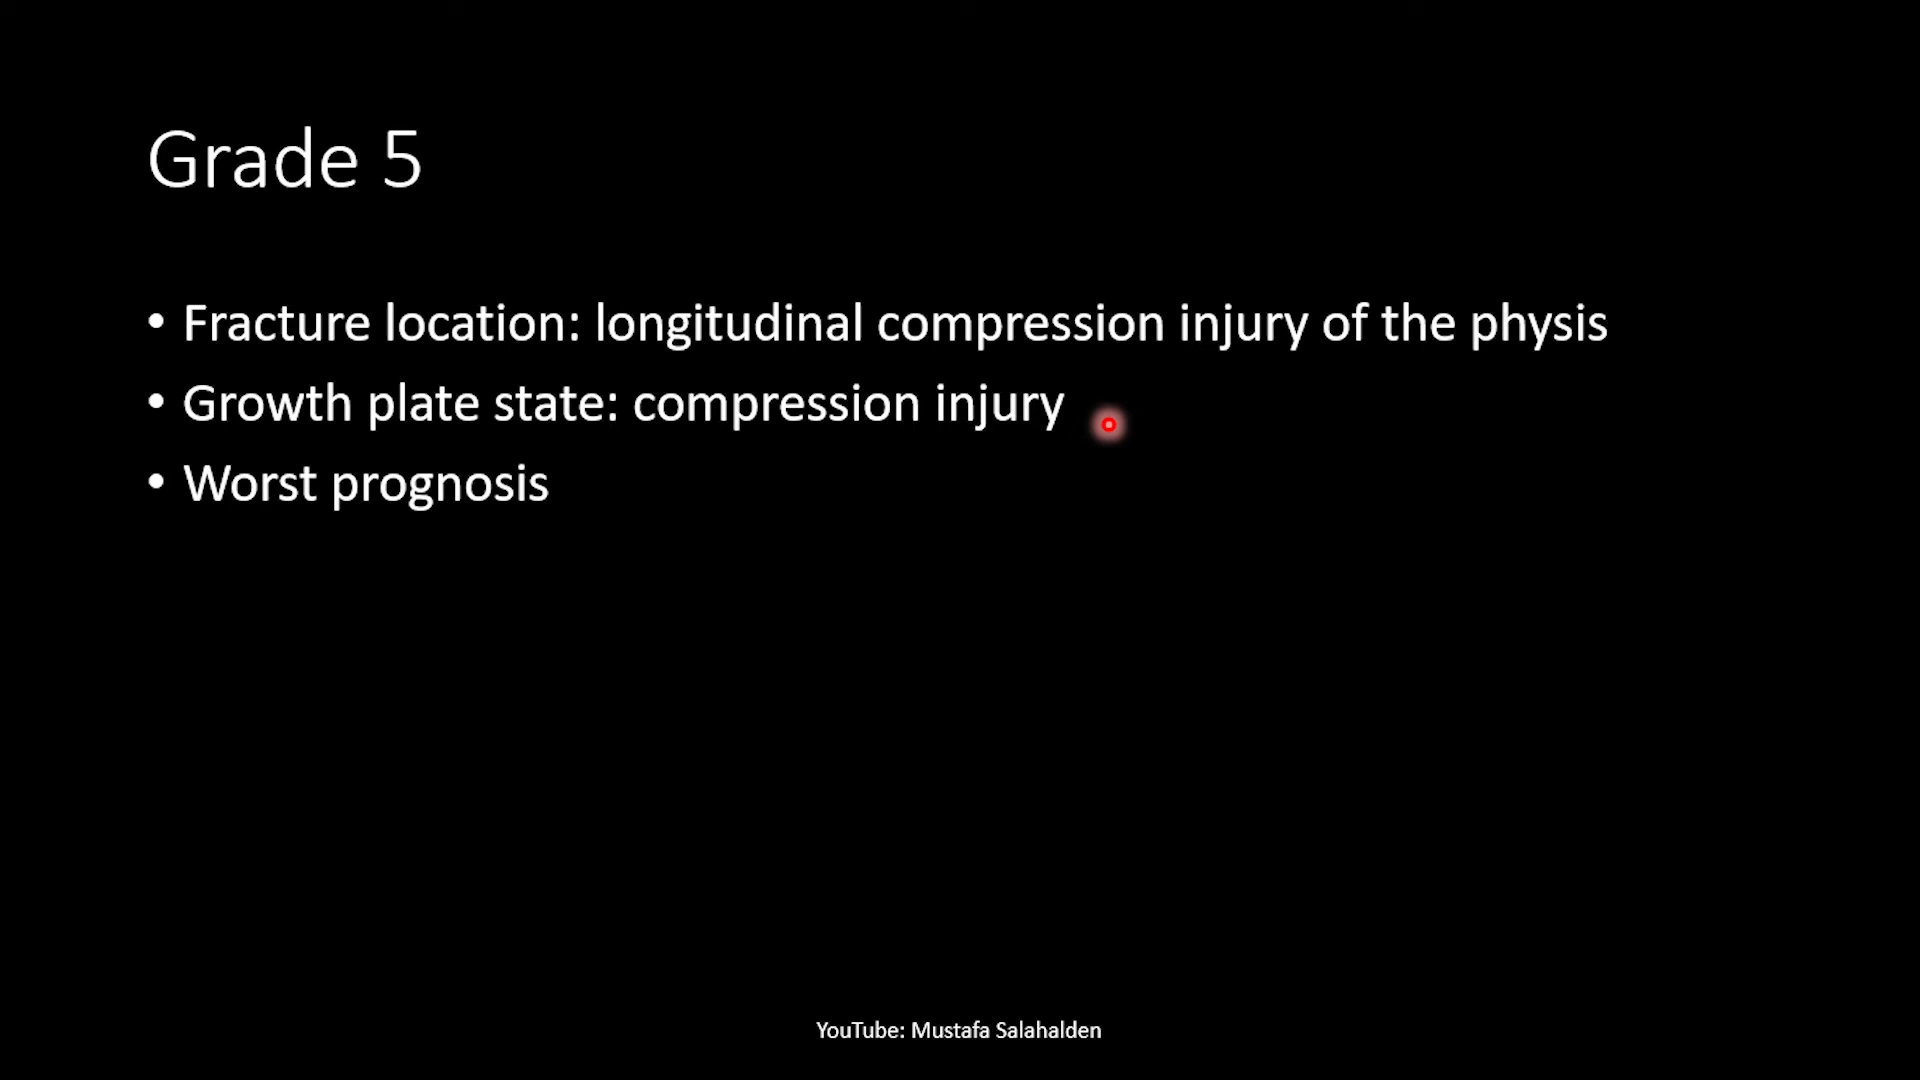 Grade 5
• Fracture location: longitudinal compression injury of the physis
• Growth plate state: compression injury
• Worst prognosis
YouTube: Mustafa Salahalden